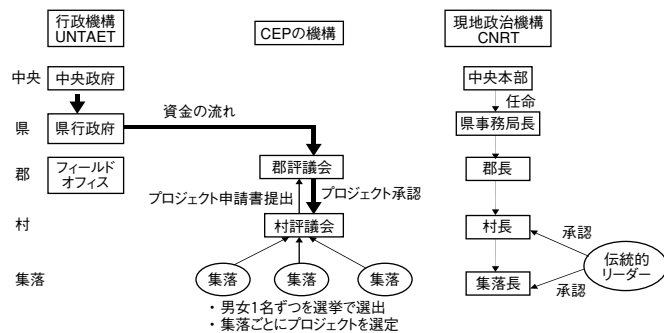 行政機構
UNTAET
CEPの機構
現地政治機構
CNRT
中央
中央政府
中央本部
任命
資金の流れ
県
県行政府
県事務局長
郡
フィールド
オフィス
郡評議会
郡長
プロジェクト申請書提出
プロジェクト承認
村
村評議会
村長
承認
伝統的
リーダー
集落
集落
集落
集落
集落長
承認
・男女1名ずつを選挙で選出
・集落ごとにプロジェクトを選定